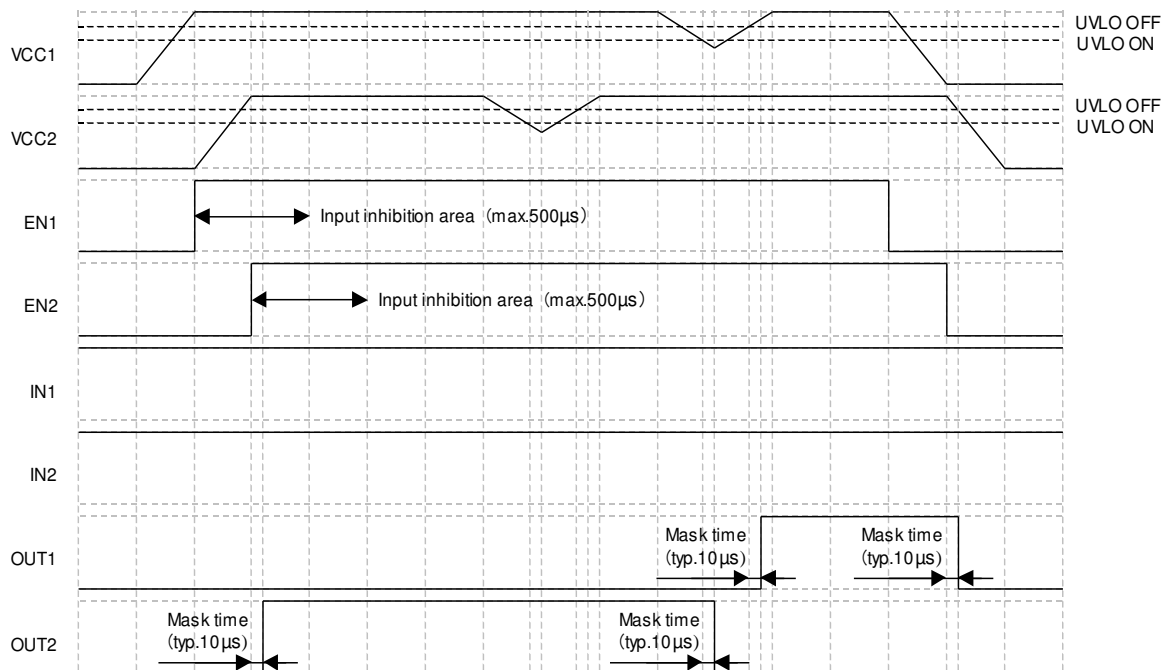 UVLO OFF
UVLO ON
VCC1
UVLO OFF
UVLO ON
VCC2
EN1
Input inhibition area (max.500µs)
EN2
Input inhibition area (max.500µs)
IN1
IN2
OUT1
Mask time
(typ.10µs)
Mask time
(typ.10µs)
OUT2
Mask time
(typ.10µs)
Mask time
(typ.10µs)